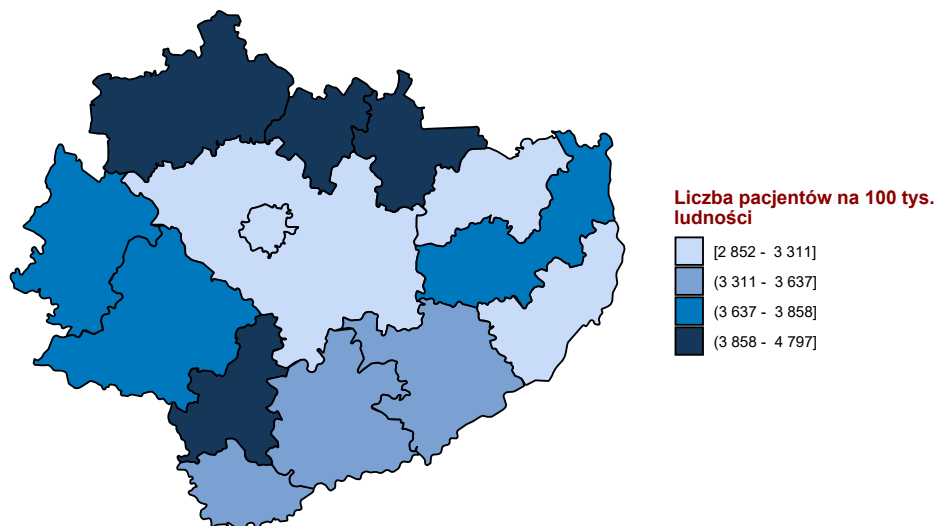 Liczba pacjentów na 100 tys.
ludności
[2 852 - 3 311]
(3 311 - 3 637]
(3 637 - 3 858]
(3 858 - 4 797]